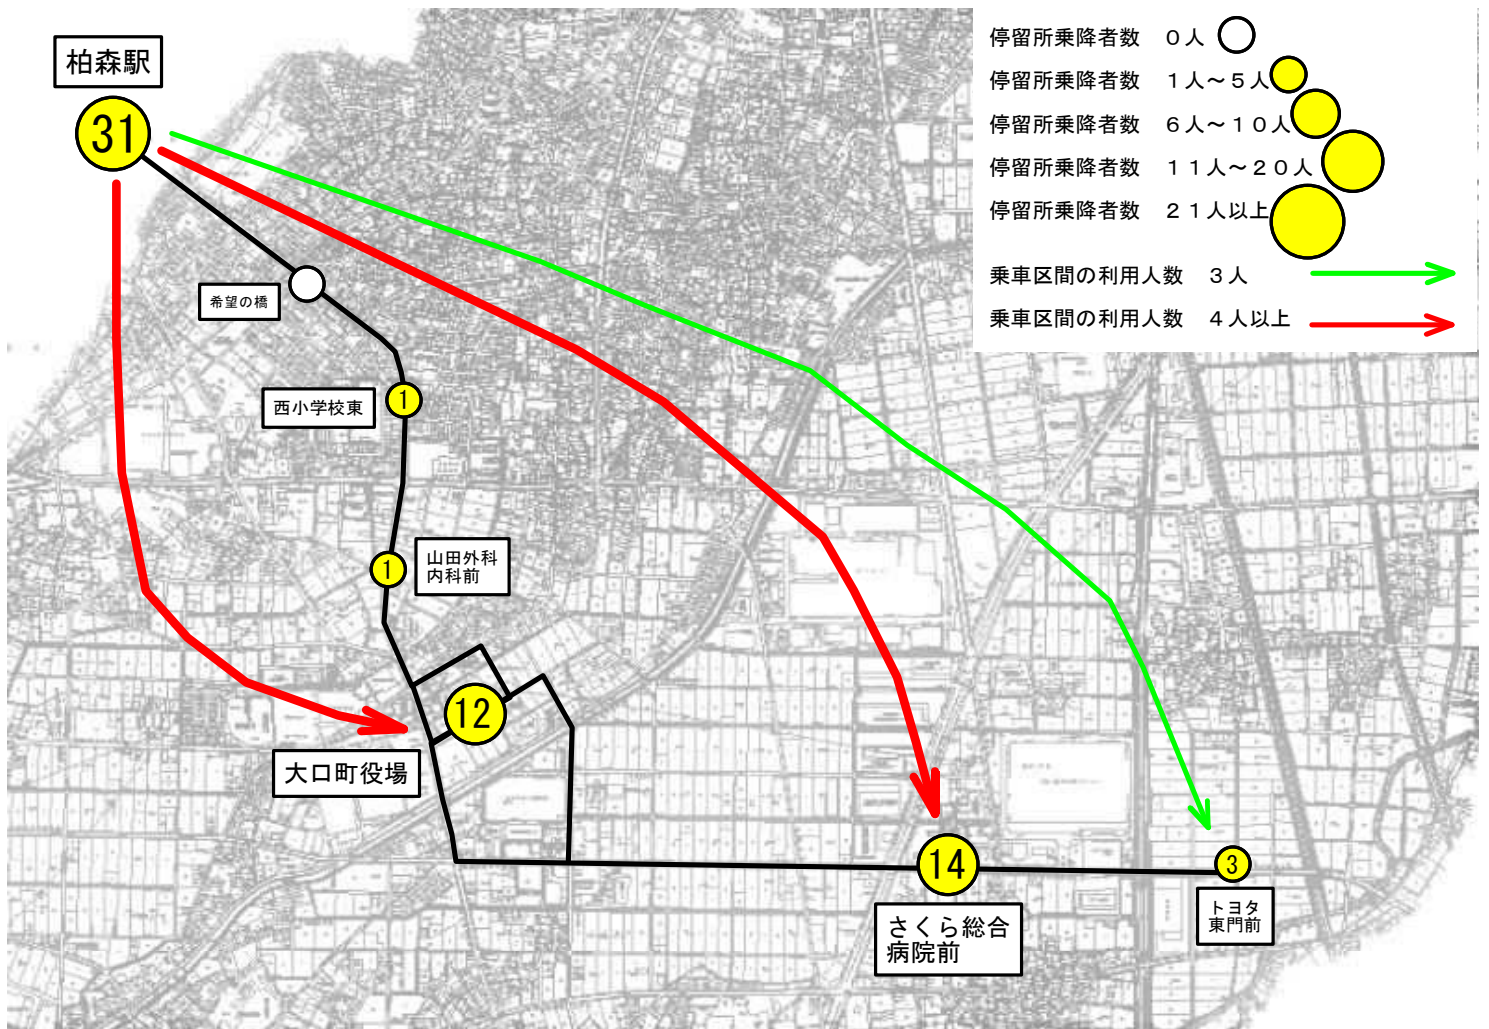 柏森駅
31
希望の橋
西小学校東
1
1
山田外科
内科前
12
大口町役場
14
さくら総合
病院前
3
トヨタ
東門前
停留所乗降者数 ０人
停留所乗降者数 １人～５人
停留所乗降者数 ６人～１０人
停留所乗降者数 １１人～２０人
停留所乗降者数 ２１人以上
乗車区間の利用人数 ３人
乗車区間の利用人数 ４人以上